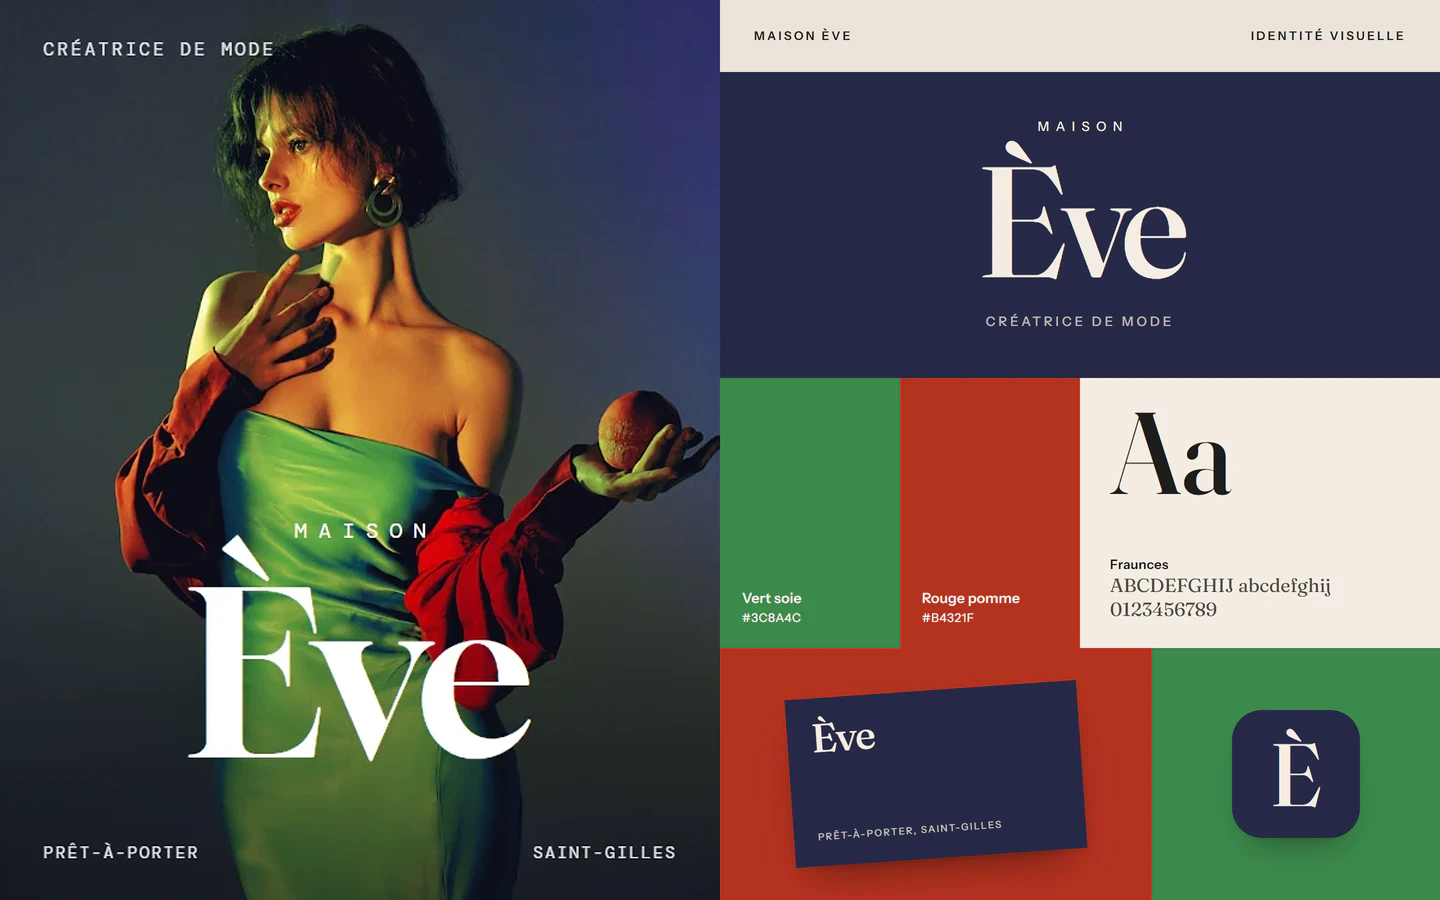 CRÉATRICE DE MODE
MAISON
Ève
PRÊT-À-PORTER
SAINT-GILLES
MAISON ÈVE
IDENTITÉ VISUELLE
MAISON
Ève
CRÉATRICE DE MODE
Vert soie
#3C8A4C
Rouge pomme
#B4321F
Aa
Fraunces
ABCDEFGHIJ abcdefghij
0123456789
Ève
PRÊT-À-PORTER, SAINT-GILLES
È